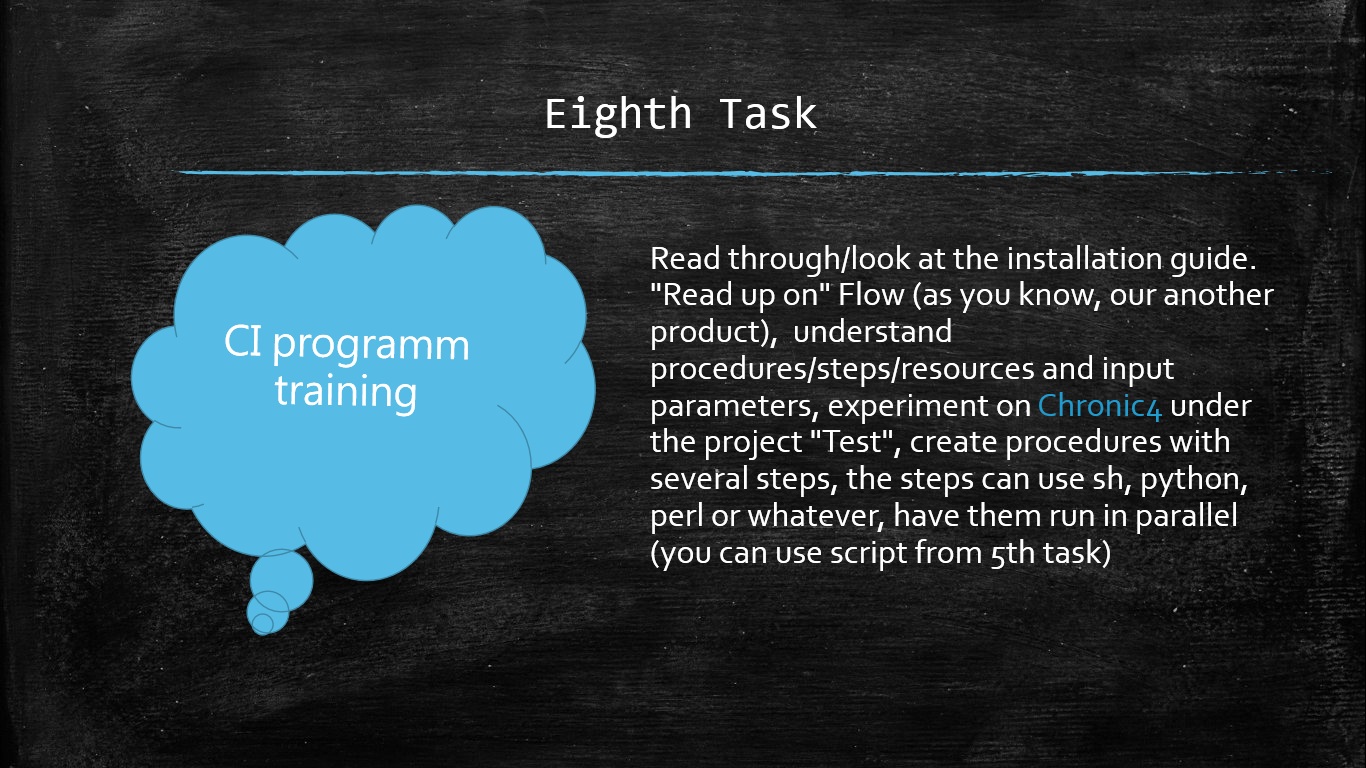 Eighth Task
CI programm
training
Read through/look at the installation guide.
"Read up on" Flow (as you know, our another
product),  understand
procedures/steps/resources and input
parameters, experiment on Chronic4 under
the project "Test", create procedures with
several steps, the steps can use sh, python,
perl or whatever, have them run in parallel
(you can use script from 5th task)